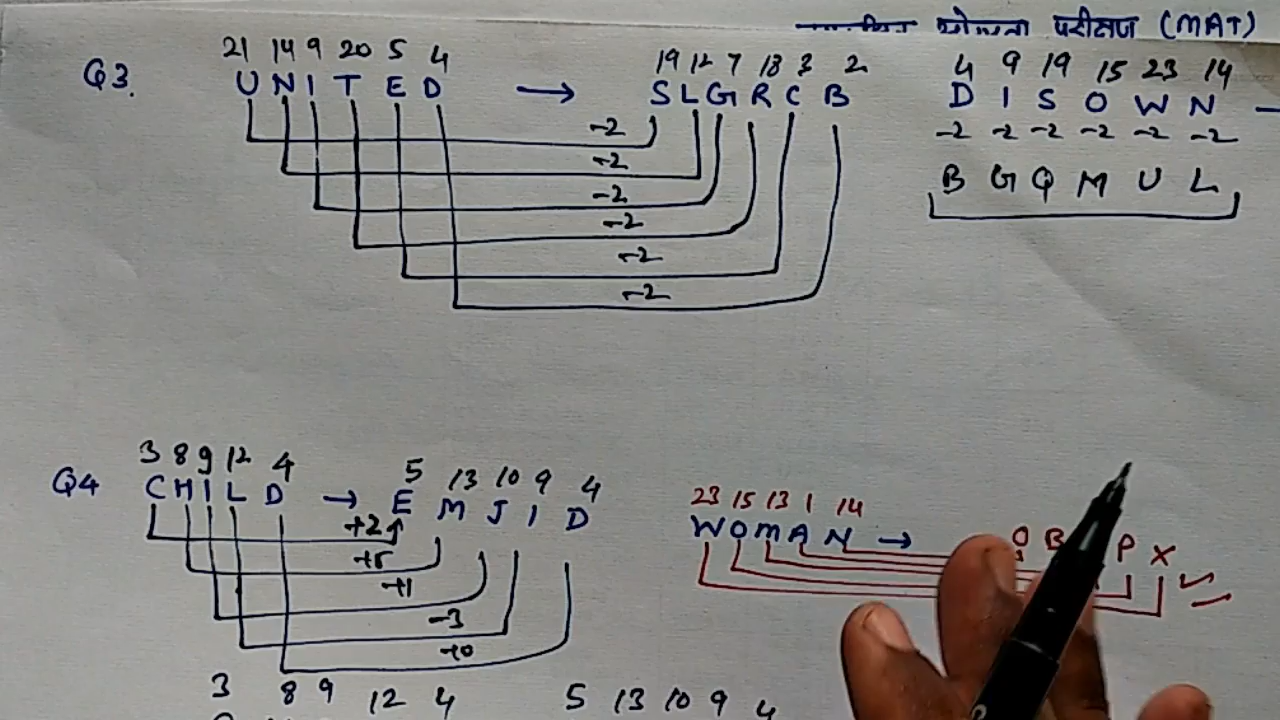 परीक्षा (MAT)
21 14 9 20 5 4 19 12 7 18 3 2 4 9 19 15 23 14
Q3. U N I T E D → S L G R C B D I S O W N –
-2 -2 -2 -2 -2 -2 -2
-2
-2 B G Q M U L
-2
-2
-2
3 8 9 12 4 5 13 10 9 4
Q4 C H I L D → E M J I D
23 15 13 1 14
W O M A N → O B P X
+2
+5
+1
-3
+0
3 8 9 12 4 5 13 10 9 4